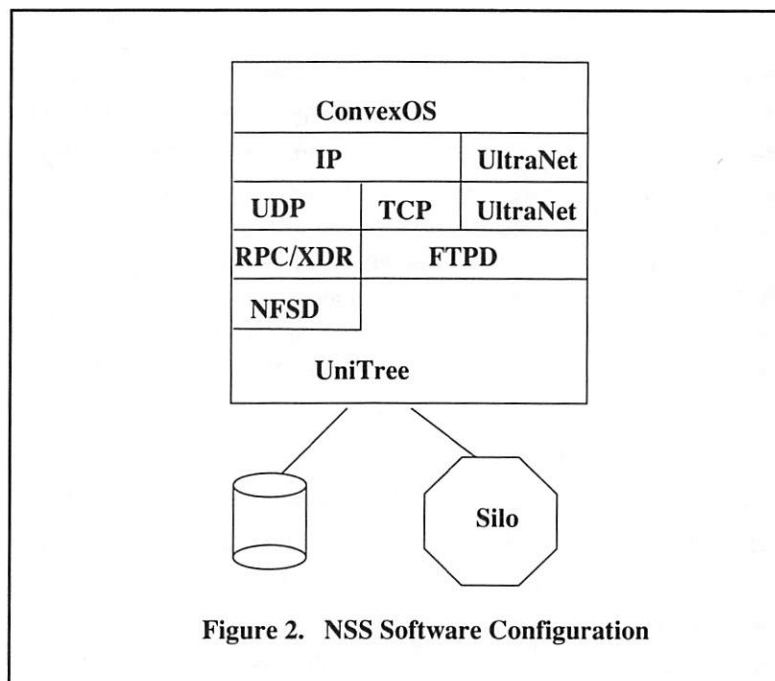 ConvexOS
IP UltraNet
UDP TCP UltraNet
RPC/XDR FTPD
NFSD
UniTree
Silo
Figure 2. NSS Software Configuration